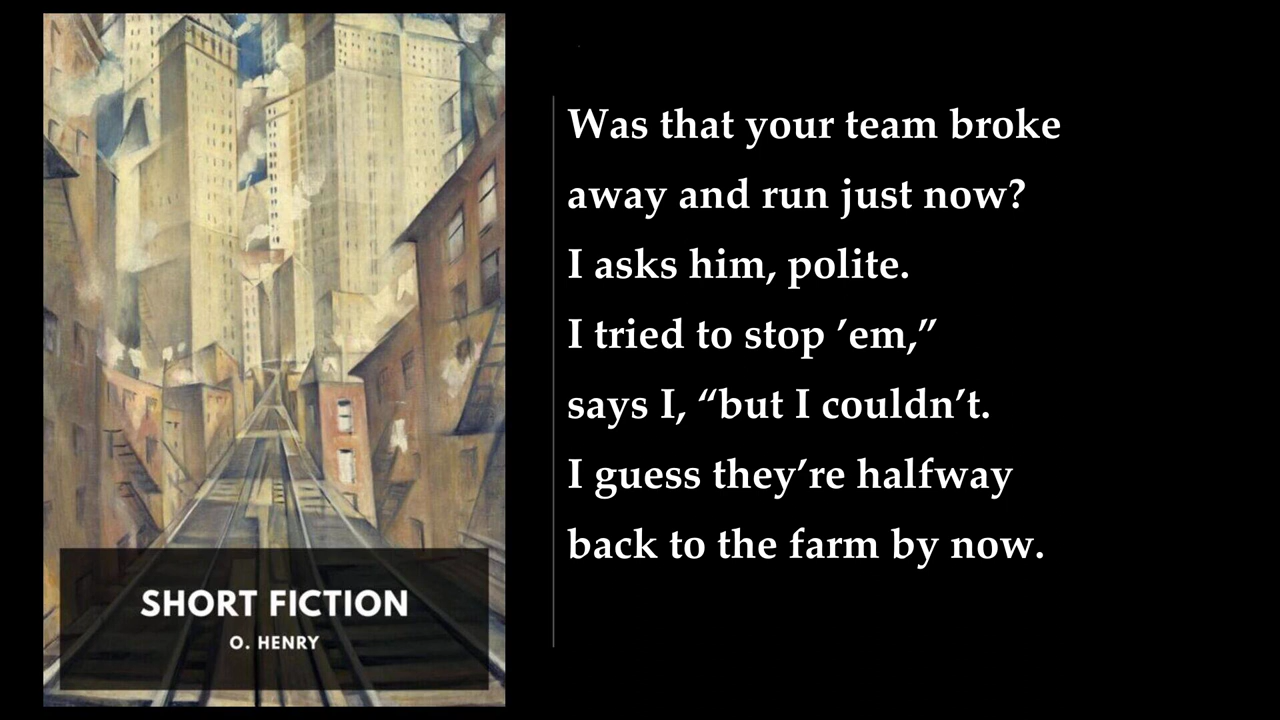 SHORT FICTION
O. HENRY
Was that your team broke
away and run just now?
I asks him, polite.
I tried to stop ’em,”
says I, “but I couldn’t.
I guess they’re halfway
back to the farm by now.